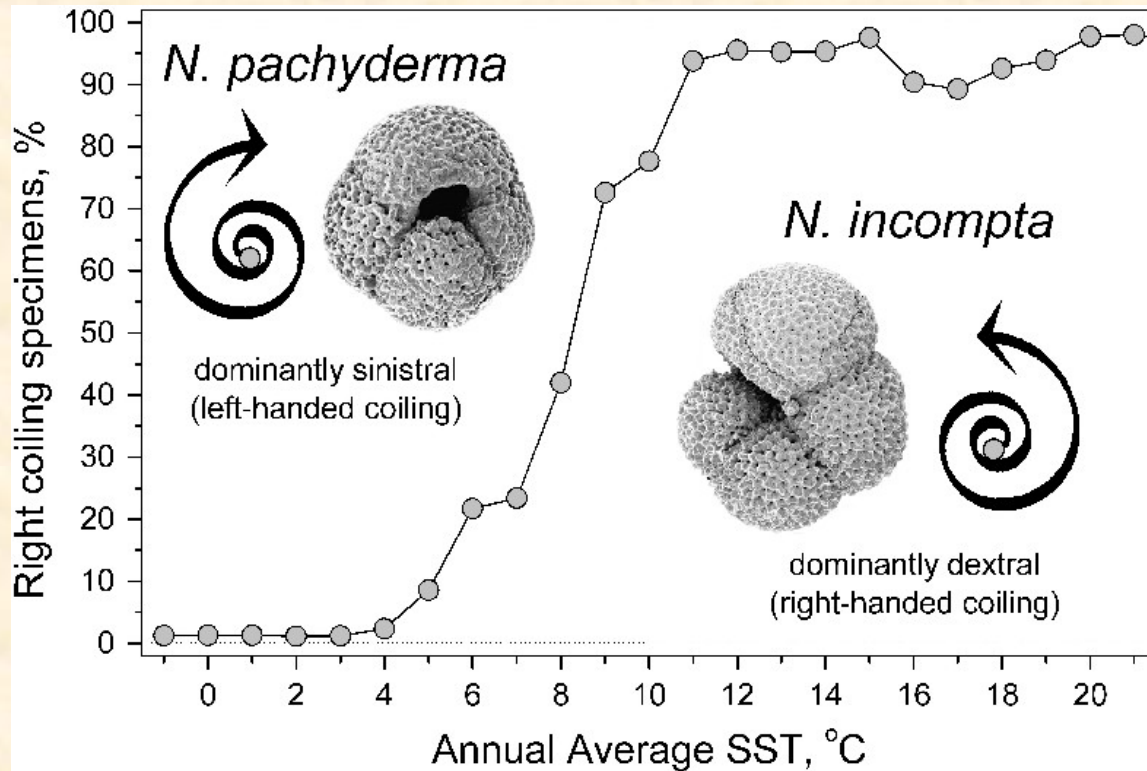 Right coiling specimens, %
100
90
80
70
60
50
40
30
20
10
0
N. pachyderma
dominantly sinistral
(left-handed coiling)
N. incompta
dominantly dextral
(right-handed coiling)
0 2 4 6 8 10 12 14 16 18 20
Annual Average SST, °C